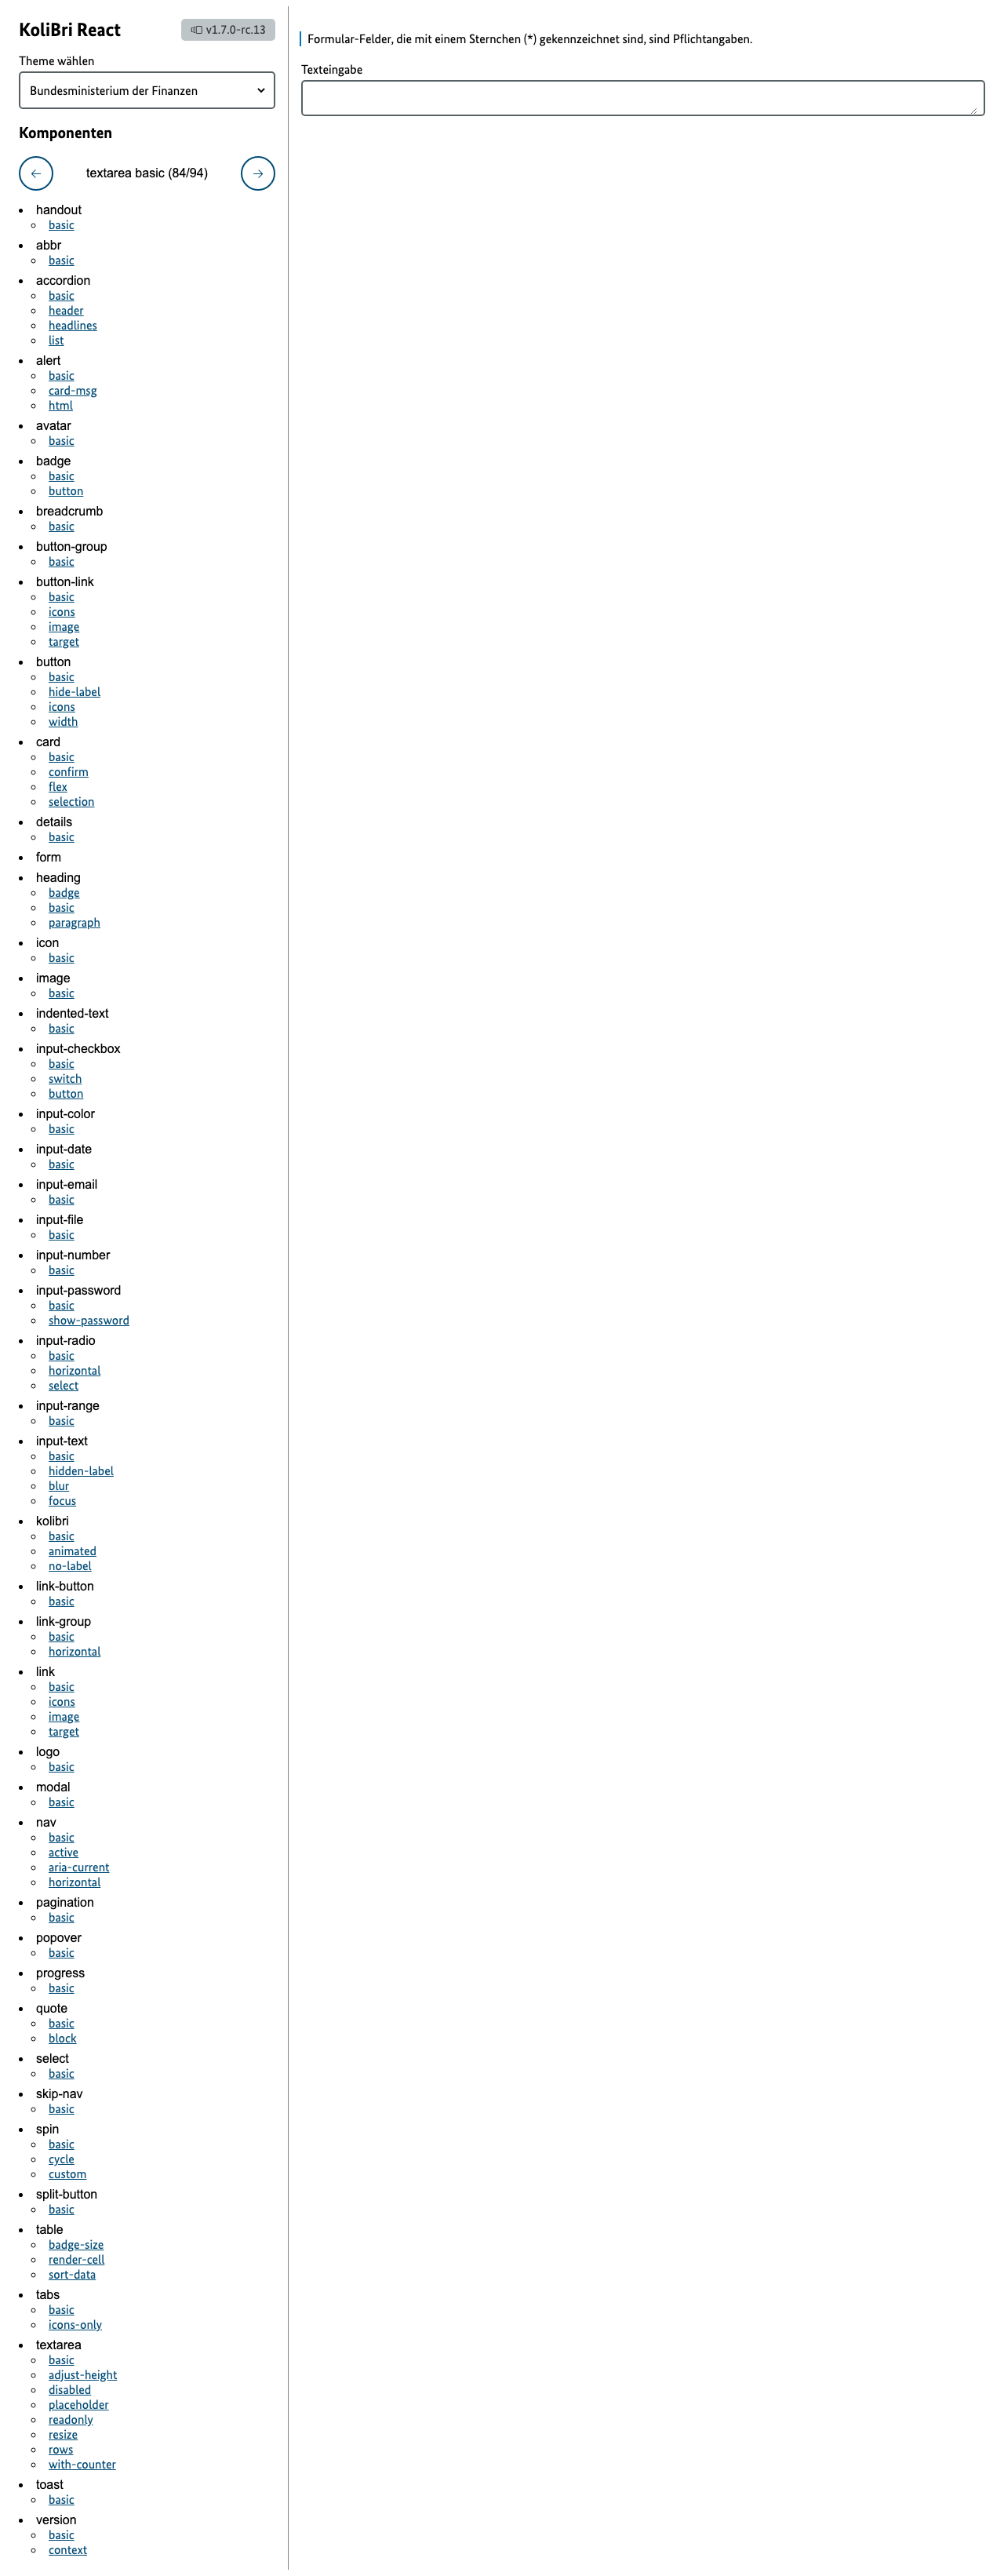 KoliBri React
v1.7.0-rc.13
Theme wählen
Bundesministerium der Finanzen
Komponenten
textarea basic (84/94)
handout
basic
abbr
basic
accordion
basic
header
headlines
list
alert
basic
card-msg
html
avatar
basic
badge
basic
button
breadcrumb
basic
button-group
basic
button-link
basic
icons
image
target
button
basic
hide-label
icons
width
card
basic
confirm
flex
selection
details
basic
form
heading
badge
basic
paragraph
icon
basic
image
basic
indented-text
basic
input-checkbox
basic
switch
button
input-color
basic
input-date
basic
input-email
basic
input-file
basic
input-number
basic
input-password
basic
show-password
input-radio
basic
horizontal
select
input-range
basic
input-text
basic
hidden-label
blur
focus
kolibri
basic
animated
no-label
link-button
basic
link-group
basic
horizontal
link
basic
icons
image
target
logo
basic
modal
basic
nav
basic
active
aria-current
horizontal
pagination
basic
popover
basic
progress
basic
quote
basic
block
select
basic
skip-nav
basic
spin
basic
cycle
custom
split-button
basic
table
badge-size
render-cell
sort-data
tabs
basic
icons-only
textarea
basic
adjust-height
disabled
placeholder
readonly
resize
rows
with-counter
toast
basic
version
basic
context
Formular-Felder, die mit einem Sternchen (*) gekennzeichnet sind, sind Pflichtangaben.
Texteingabe